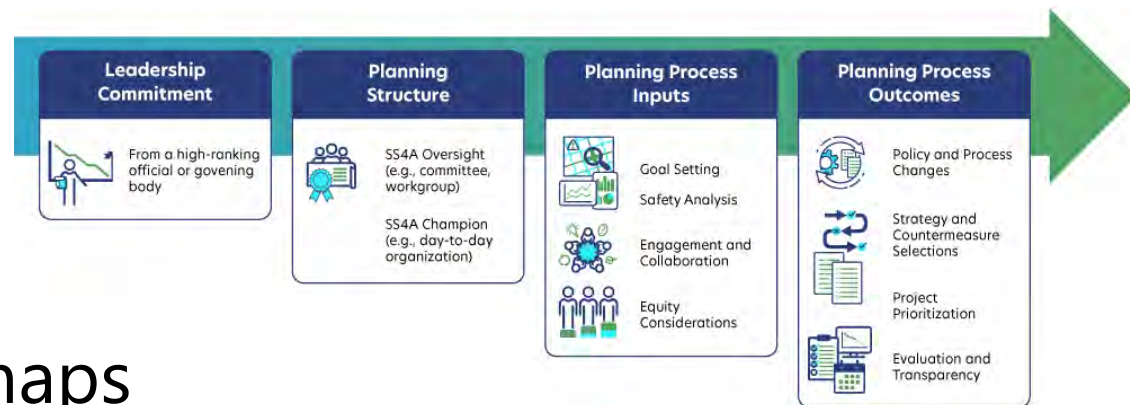 Leadership
Commitment
From a high-ranking
official or govening
body
Planning
Structure
SS4A Oversight
(e.g., committee,
workgroup)
SS4A Champion
(e.g., day-to-day
organization)
Planning Process
Inputs
Goal Setting
Safety Analysis
Engagement and
Collaboration
Equity
Considerations
Planning Process
Outcomes
Policy and Process
Changes
Strategy and
Countermeasure
Selections
Project
Prioritization
Evaluation and
Transparency